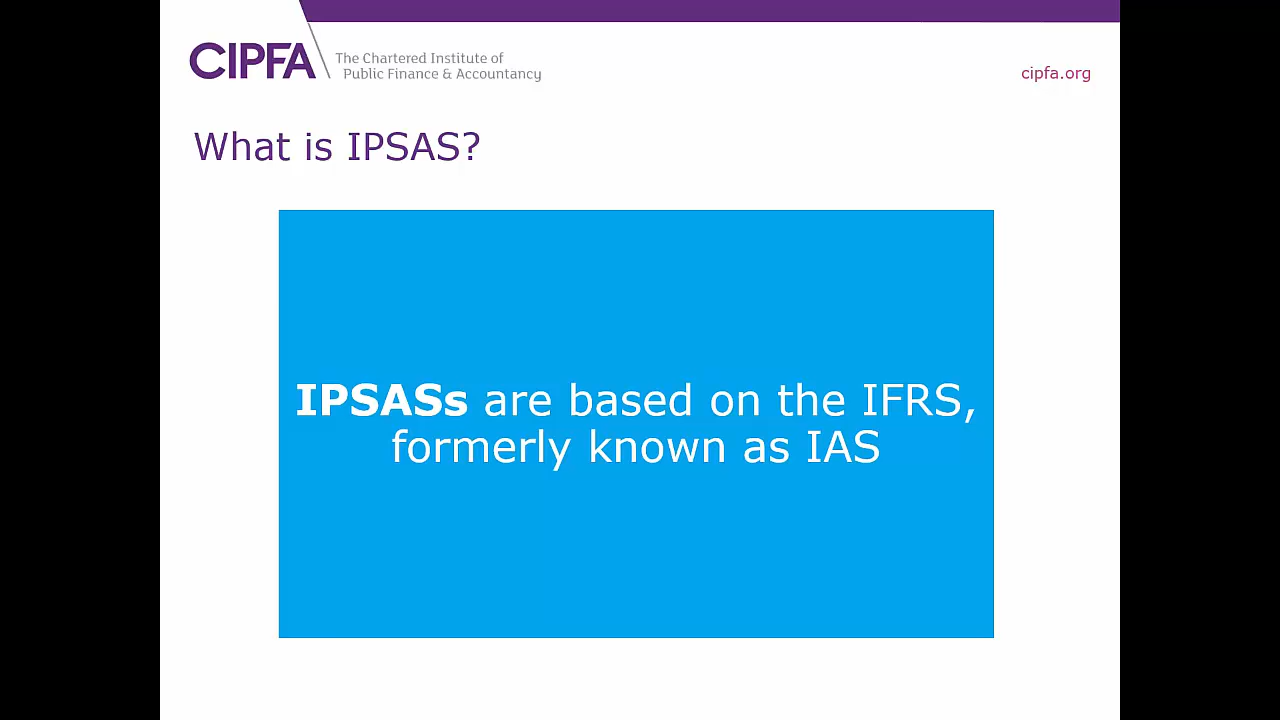 CIPFA
The Chartered Institute of
Public Finance & Accountancy
cipfa.org
What is IPSAS?
IPSASs are based on the IFRS,
formerly known as IAS